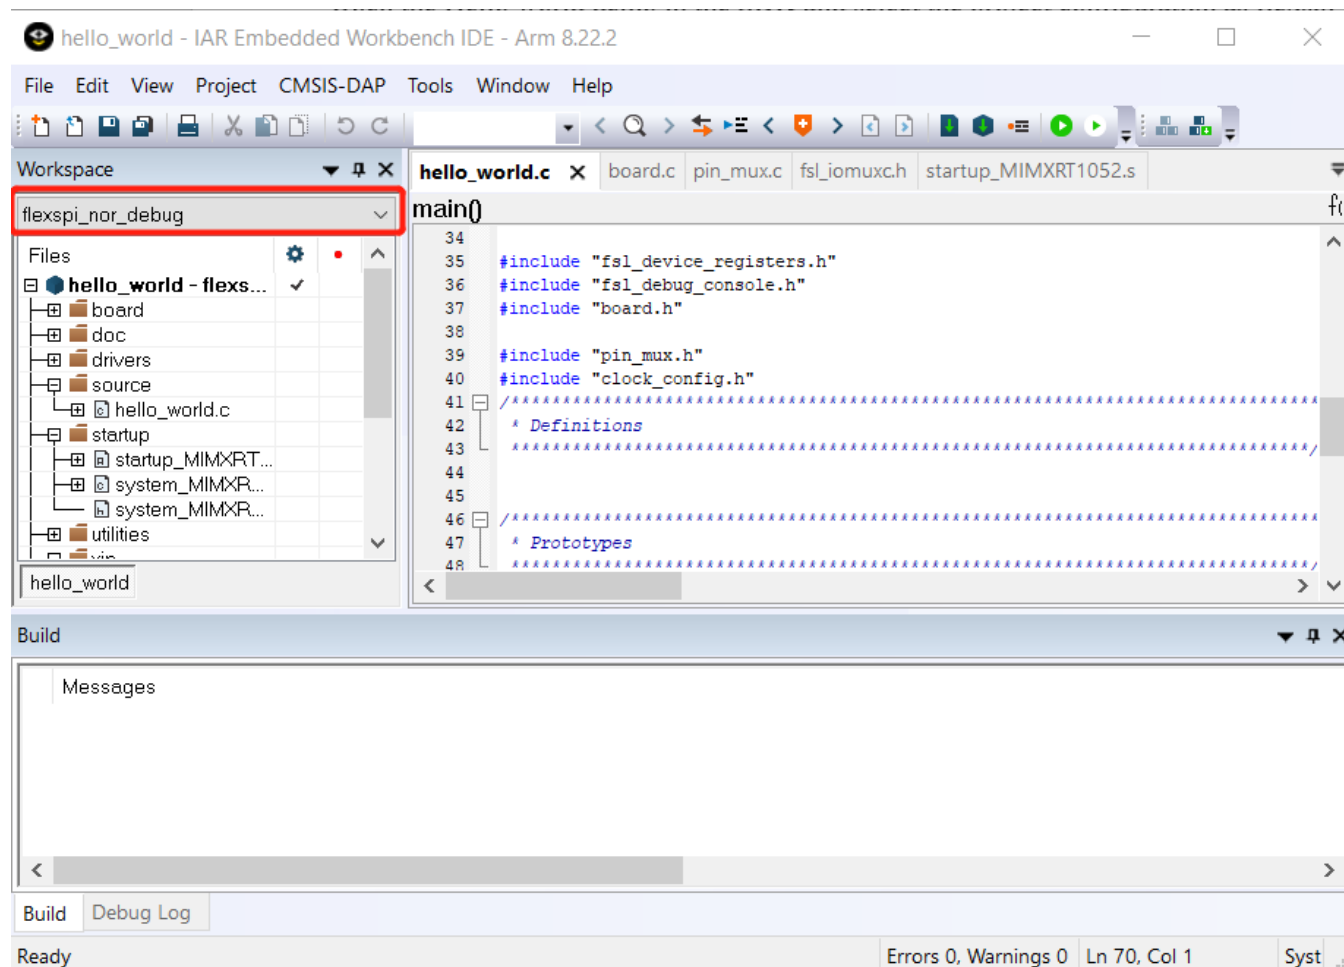 hello_world - IAR Embedded Workbench IDE - Arm 8.22.2
File Edit View Project CMSIS-DAP Tools Window Help
Workspace
hello_world.c board.c pin_mux.c fsl_iomuxc.h startup_MIMXRT1052.s
flexspi_nor_debug
main()
Files
hello_world - flexs...
board
doc
drivers
source
hello_world.c
startup
startup_MIMXRT...
system_MIMXR...
system_MIMXR...
utilities
hello_world
34
35 #include "fsl_device_registers.h"
36 #include "fsl_debug_console.h"
37 #include "board.h"
38
39 #include "pin_mux.h"
40 #include "clock_config.h"
41 /*******************************************************************************
42 * Definitions
43 ******************************************************************************/
44
45
46 /*******************************************************************************
47 * Prototypes
48 ******************************************************************************/
Build
Messages
Build Debug Log
Ready Errors 0, Warnings 0 Ln 70, Col 1 Syst